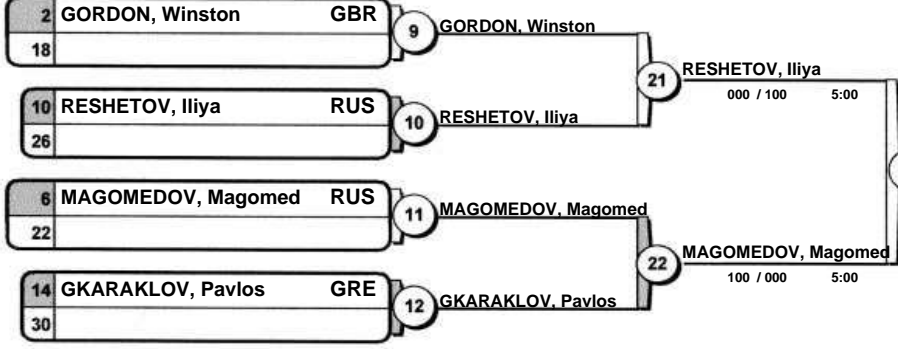 2 GORDON, Winston GBR
18
9
GORDON, Winston
10 RESHETOV, Iliya RUS
26
10
RESHETOV, Iliya
21
RESHETOV, Iliya
000 / 100 5:00
6 MAGOMEDOV, Magomed RUS
22
11
MAGOMEDOV, Magomed
14 GKARAKLOV, Pavlos GRE
30
12
GKARAKLOV, Pavlos
22
MAGOMEDOV, Magomed
100 / 000 5:00